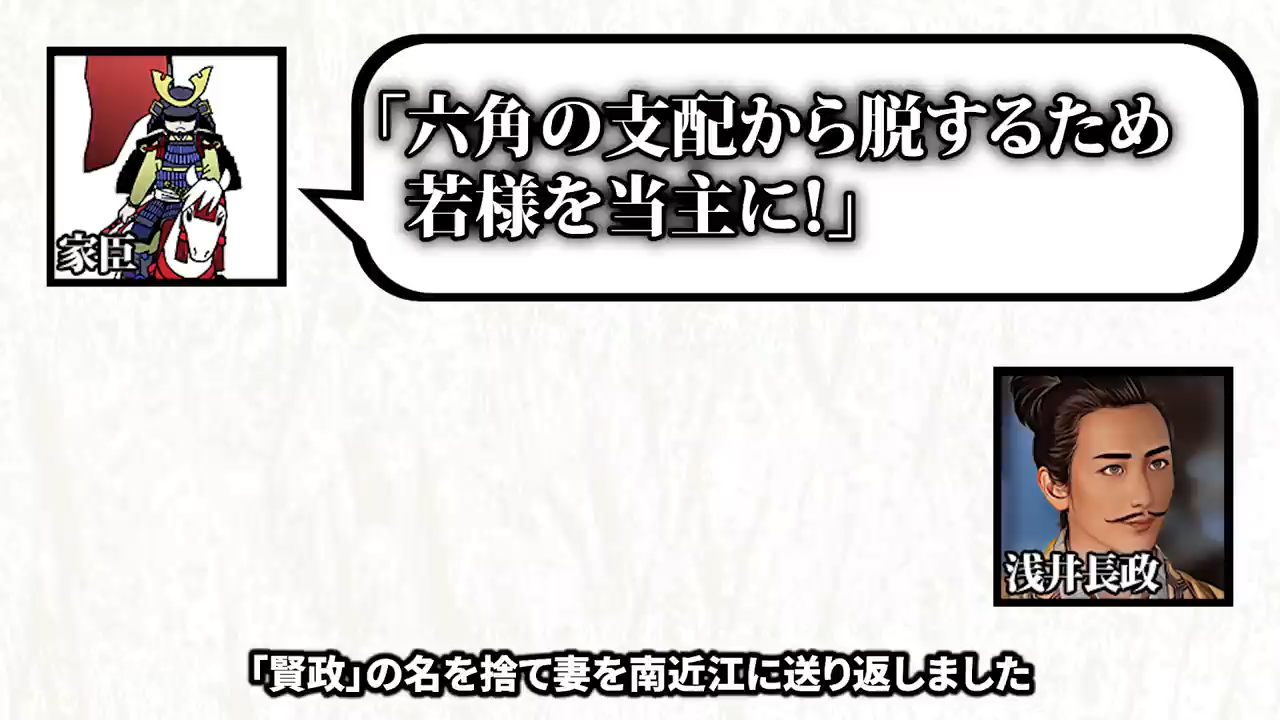 「六角の支配から脱するため
若様を当主に!」
家臣
浅井長政
「賢政」の名を捨て妻を南近江に送り返しました